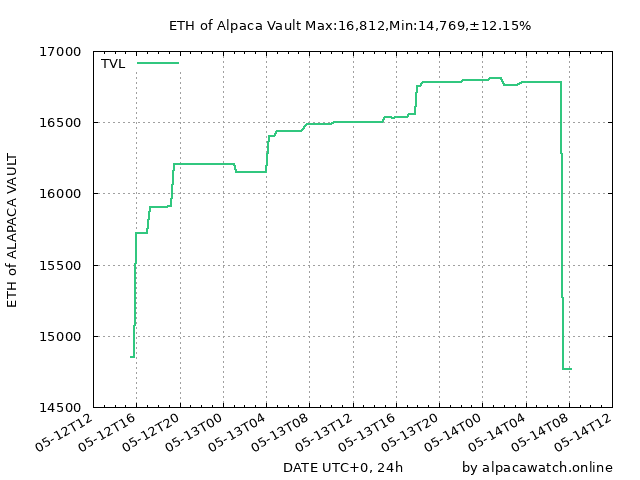 ETH of Alpaca Vault Max:16,812,Min:14,769,±12.15%
TVL
17000
16500
16000
15500
15000
14500
ETH of ALAPACA VAULT
05-12T12
05-12T16
05-12T20
05-13T00
05-13T04
05-13T08
05-13T12
05-13T16
05-13T20
05-14T00
05-14T04
05-14T08
05-14T12
DATE UTC+0, 24h
by alpacawatch.online